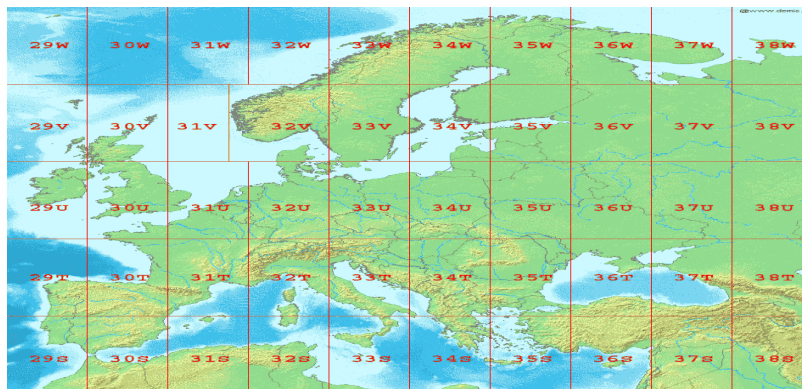 @www.demis.
29W 30W 31W 32W 33W 34W 35W 36W 37W 38W
29V 30V 31V 32V 33V 34V 35V 36V 37V 38V
29U 30U 31U 32U 33U 34U 35U 36U 37U 38U
29T 30T 31T 32T 33T 34T 35T 36T 37T 38T
29S 30S 31S 32S 33S 34S 35S 36S 37S 38S